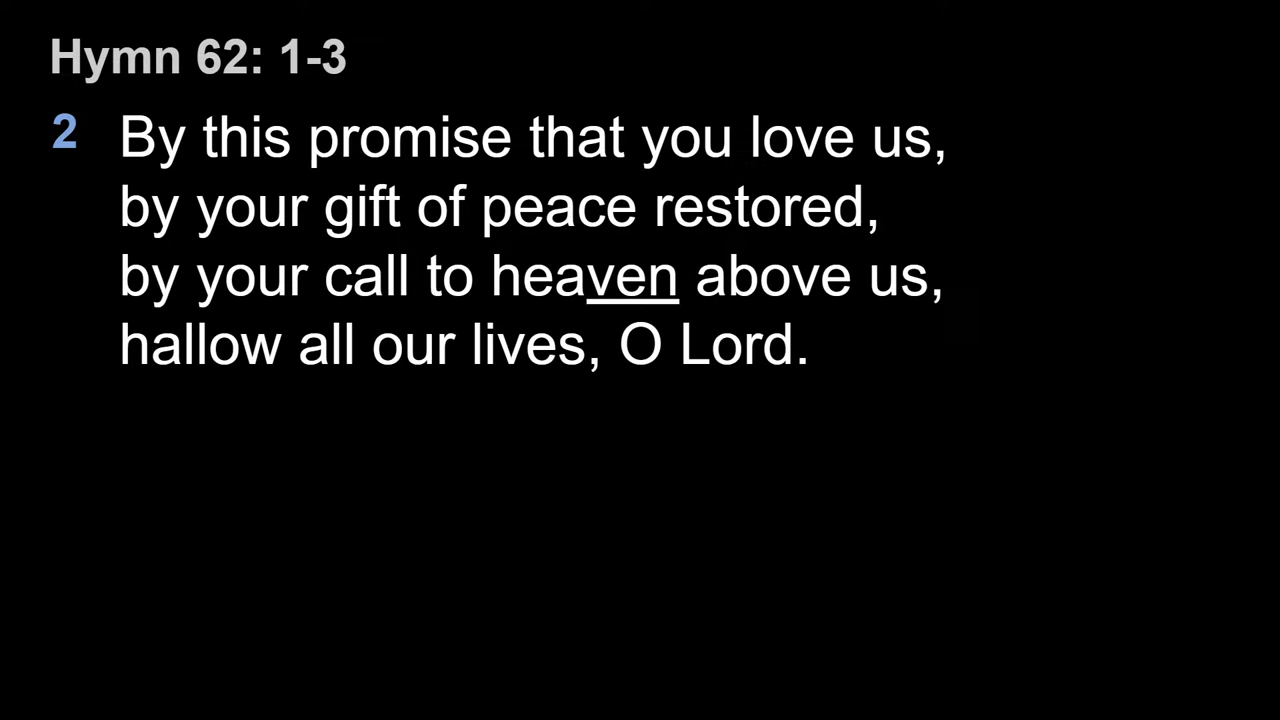 Hymn 62: 1-3
2 By this promise that you love us,
by your gift of peace restored,
by your call to heaven above us,
hallow all our lives, O Lord.